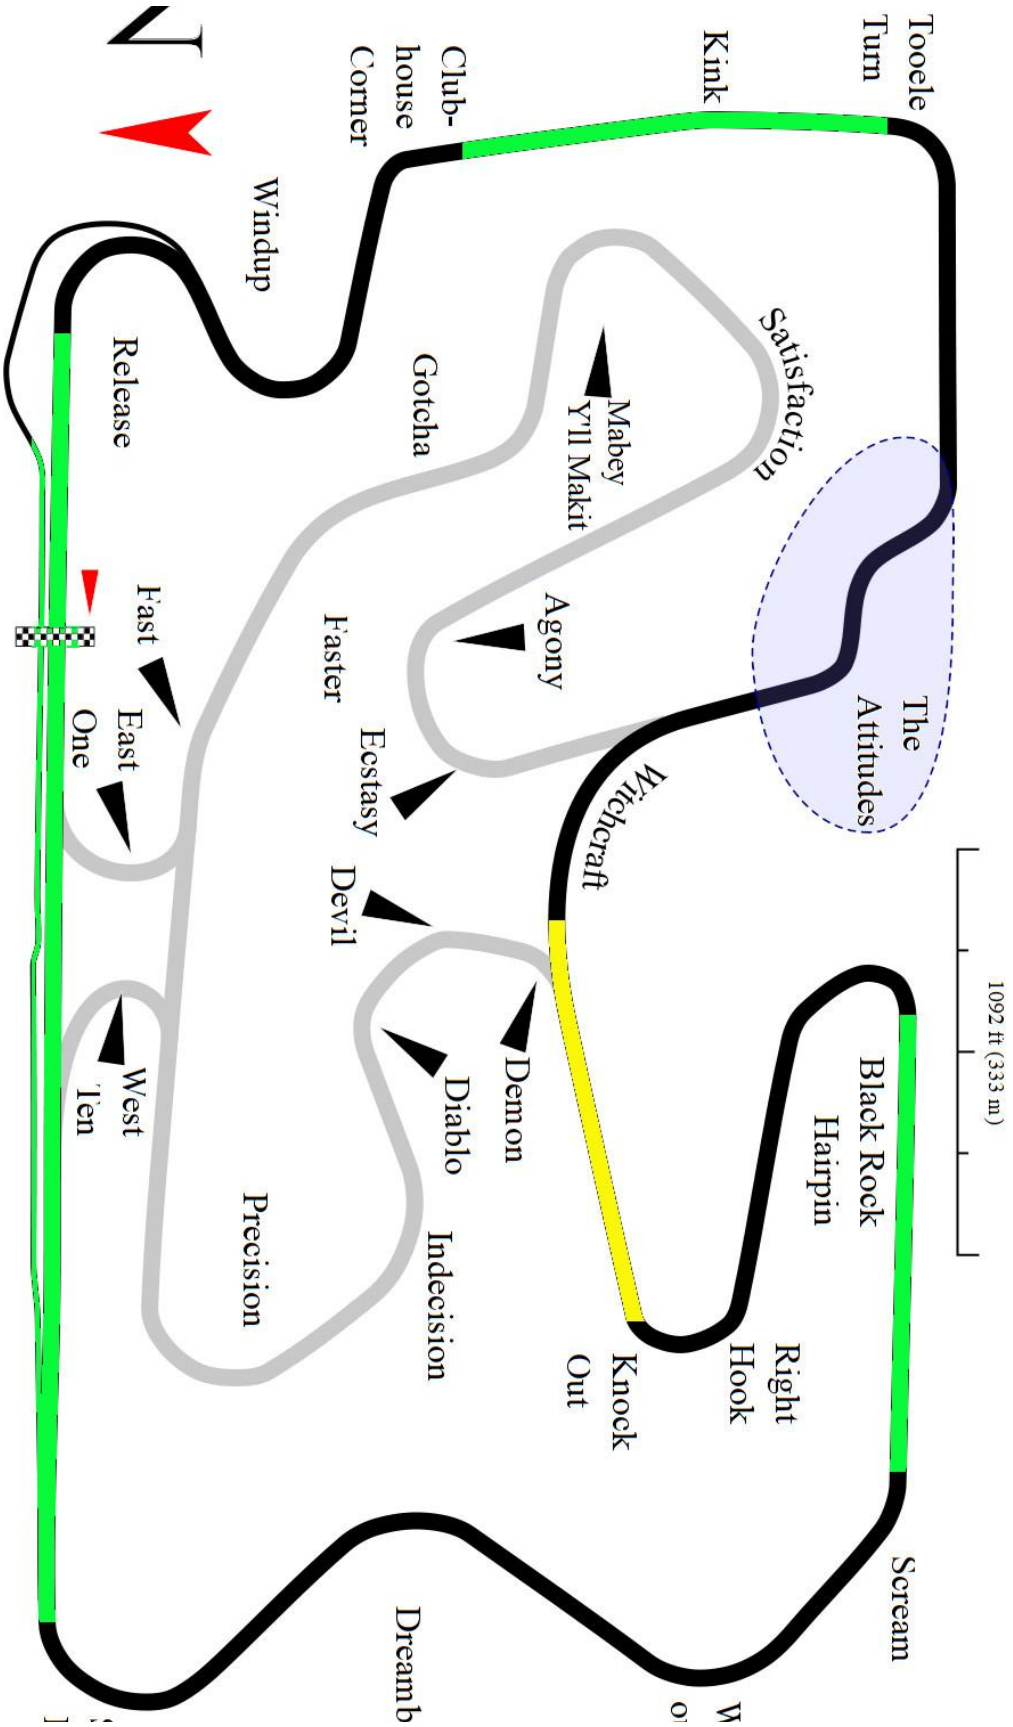 1092 ft (333 m)
Tooele
Turn
The
Attitudes
Black Rock
Hairpin
Scream
Satisfaction
Right
Hook
Kink
Witchcraft
Knock
Out
Mabey
Y'll Makit
Agony
Demon
Diablo
Indecision
Club-
house
Corner
Gotcha
Ecstasy
Devil
Dreamb
Faster
Windup
Precision
Release
Fast
East
One
West
Ten
N